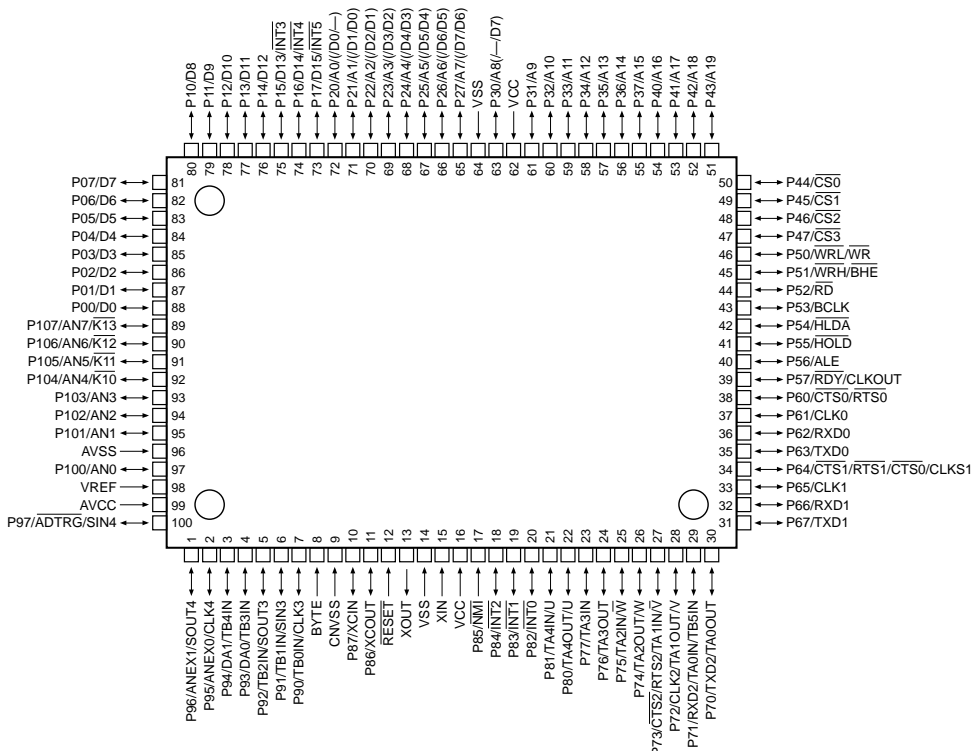 P10/D8
P11/D9
P12/D10
P13/D11
P14/D12
P15/D13/INT3
P16/D14/INT4
P17/D15/INT5
P20/A0/(/D0/—)
P21/A1/(/D1/D0)
P22/A2/(/D2/D1)
P23/A3/(/D3/D2)
P24/A4/(/D4/D3)
P25/A5/(/D5/D4)
P26/A6/(/D6/D5)
P27/A7/(/D7/D6)
VSS
P30/A8(/—/D7)
VCC
P31/A9
P32/A10
P33/A11
P34/A12
P35/A13
P36/A14
P37/A15
P40/A16
P41/A17
P42/A18
P43/A19
80 79 78 77 76 75 74 73 72 71 70 69 68 67 66 65 64 63 62 61 60 59 58 57 56 55 54 53 52 51
P07/D7 81
P06/D6 82
P05/D5 83
P04/D4 84
P03/D3 85
P02/D2 86
P01/D1 87
P00/D0 88
P107/AN7/K13 89
P106/AN6/K12 90
P105/AN5/K11 91
P104/AN4/K10 92
P103/AN3 93
P102/AN2 94
P101/AN1 95
AVSS 96
P100/AN0 97
VREF 98
AVCC 99
P97/ADTRG/SIN4 100
50 P44/CS0
49 P45/CS1
48 P46/CS2
47 P47/CS3
46 P50/WRL/WR
45 P51/WRH/BHE
44 P52/RD
43 P53/BCLK
42 P54/HLDA
41 P55/HOLD
40 P56/ALE
39 P57/RDY/CLKOUT
38 P60/CTS0/RTS0
37 P61/CLK0
36 P62/RXD0
35 P63/TXD0
34 P64/CTS1/RTS1/CTS0/CLKS1
33 P65/CLK1
32 P66/RXD1
31 P67/TXD1
1 2 3 4 5 6 7 8 9 10 11 12 13 14 15 16 17 18 19 20 21 22 23 24 25 26 27 28 29 30
P96/ANEX1/SOUT4
P95/ANEX0/CLK4
P94/DA1/TB4IN
P93/DA0/TB3IN
P92/TB2IN/SOUT3
P91/TB1IN/SIN3
P90/TB0IN/CLK3
BYTE
CNVSS
P87/XCIN
P86/XCOUT
RESET
XOUT
VSS
XIN
VCC
P85/NMI
P84/INT2
P83/INT1
P82/INT0
P81/TA4IN/U
P80/TA4OUT/U
P77/TA3IN
P76/TA3OUT
P75/TA2IN/W
P74/TA2OUT/W
P73/CTS2/RTS2/TA1IN/V
P72/CLK2/TA1OUT/V
P71/RXD2/TA0IN/TB5IN
P70/TXD2/TA0OUT